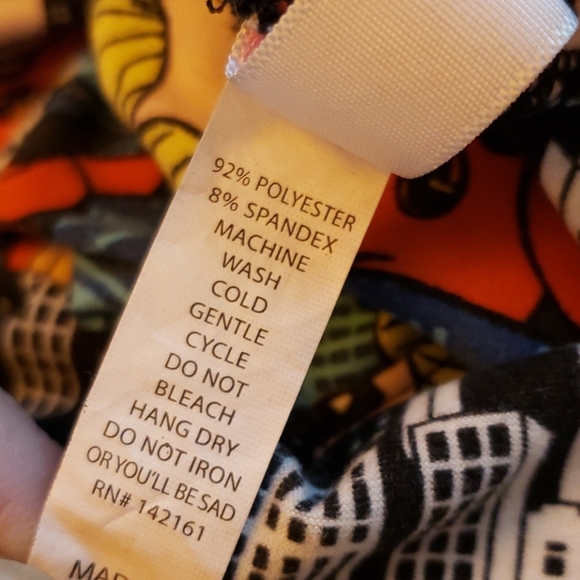 92% POLYESTER
8% SPANDEX
MACHINE
WASH
COLD
GENTLE
CYCLE
DO NOT
BLEACH
HANG DRY
DO NOT IRON
OR YOU'LL BE SAD
RN# 142161